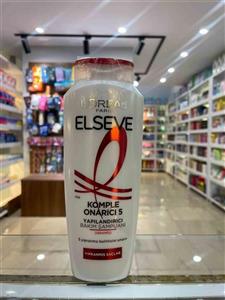 L'ORÉAL
PARIS
ELSEVE
KOMPLE
ONARICI 5
YAPILANDIRICI
BAKIM ŞAMPUANI
YIPRANMIŞ SAÇLAR